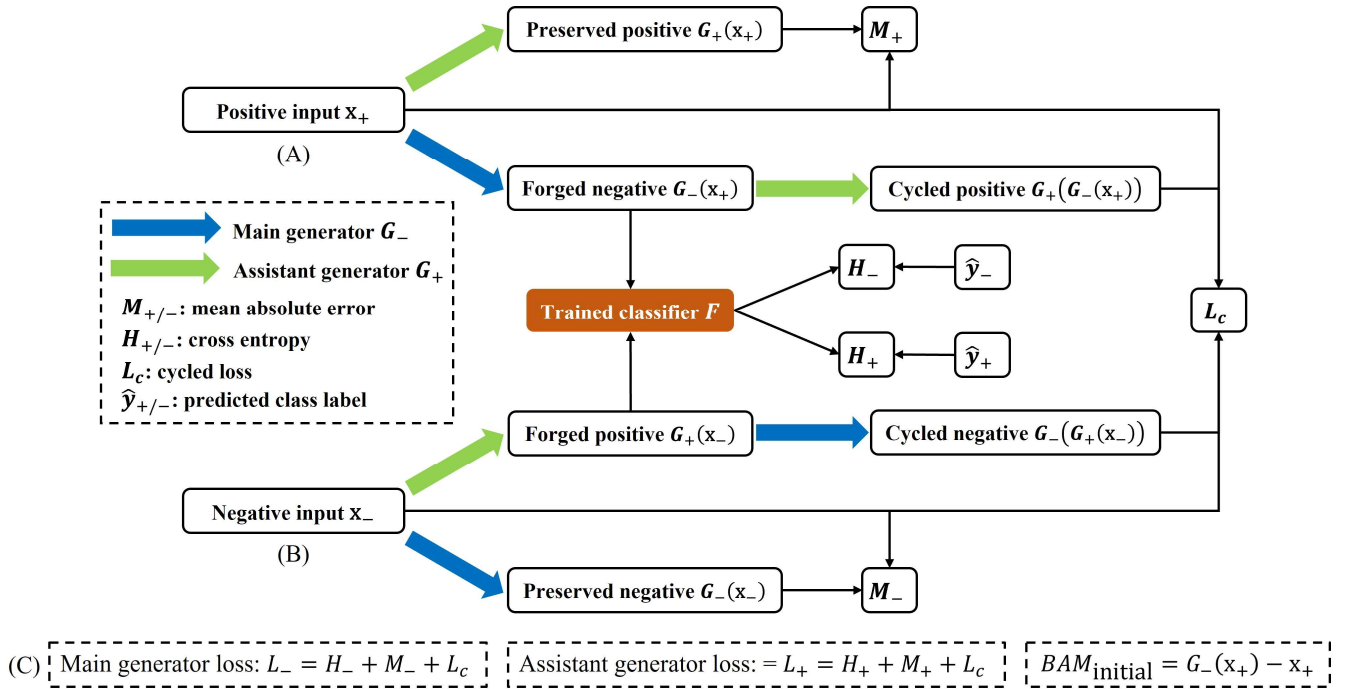 Preserved positive G₊(x₊)
M₊
Positive input x₊
(A)
Forged negative G₋(x₊)
Cycled positive G₊(G₋(x₊))
Main generator G₋
Assistant generator G₊
M₊/₋: mean absolute error
H₊/₋: cross entropy
L_c: cycled loss
ŷ₊/₋: predicted class label
H₋
ŷ₋
Trained classifier F
L_c
H₊
ŷ₊
Forged positive G₊(x₋)
Cycled negative G₋(G₊(x₋))
Negative input x₋
(B)
Preserved negative G₋(x₋)
M₋
(C) Main generator loss: L₋ = H₋ + M₋ + L_c
Assistant generator loss: = L₊ = H₊ + M₊ + L_c
BAM_initial = G₋(x₊) − x₊